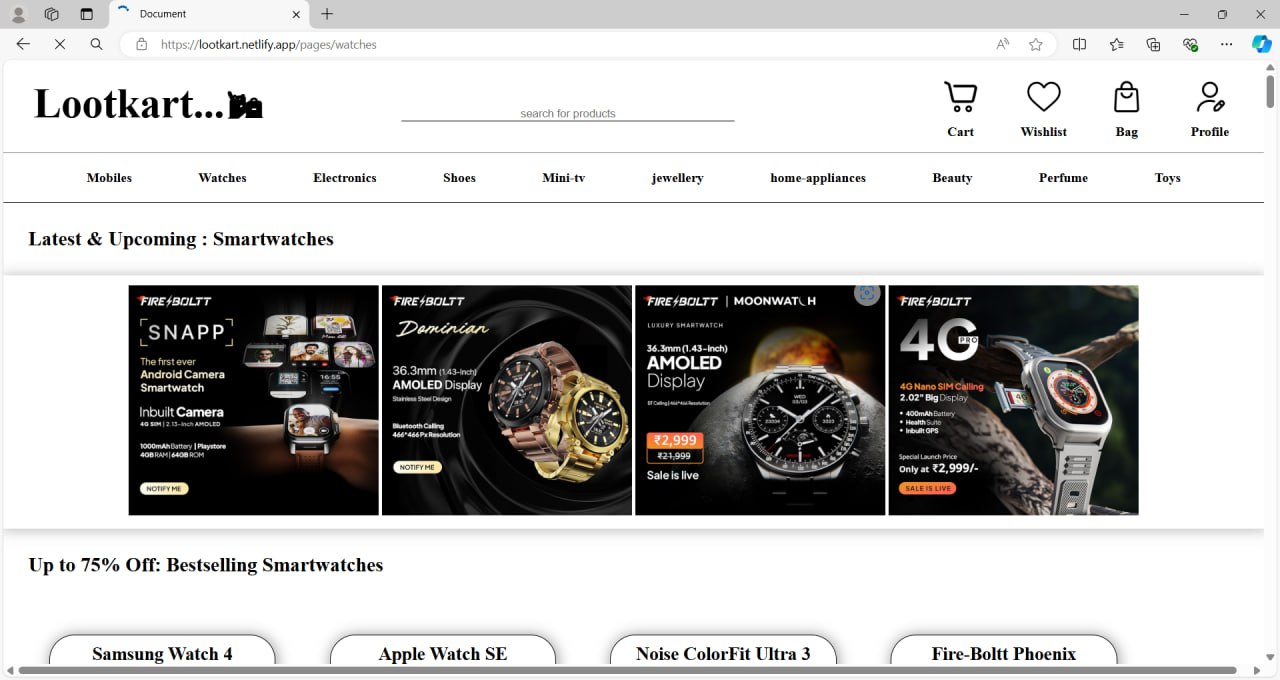 Document
https://lootkart.netlify.app/pages/watches
Lootkart...
search for products
Cart
Wishlist
Bag
Profile
Mobiles
Watches
Electronics
Shoes
Mini-tv
jewellery
home-appliances
Beauty
Perfume
Toys
Latest & Upcoming : Smartwatches
FIRE BOLTT
SNAPP
The first ever
Android Camera
Smartwatch
Inbuilt Camera
4G SIM | 2.13-Inch AMOLED
1000mAh Battery | Playstore
4GB RAM | 64GB ROM
NOTIFY ME
FIRE BOLTT
Dominian
36.3mm (1.43-Inch)
AMOLED Display
Stainless Steel Design
Bluetooth Calling
466*466 Px Resolution
NOTIFY ME
FIRE BOLTT | MOONWATCH
LUXURY SMARTWATCH
36.3mm (1.43-Inch)
AMOLED
Display
BT Calling | 466*466 Resolution
₹2,999
₹21,999
Sale is live
WED
03/03
FIRE BOLTT
4G PRO
4G Nano SIM Calling
2.02" Big Display
• 400mAh Battery
• Health Suite
• Inbuilt GPS
Special Launch Price
Only at ₹2,999/-
SALE IS LIVE
4G
Up to 75% Off: Bestselling Smartwatches
Samsung Watch 4
Apple Watch SE
Noise ColorFit Ultra 3
Fire-Boltt Phoenix